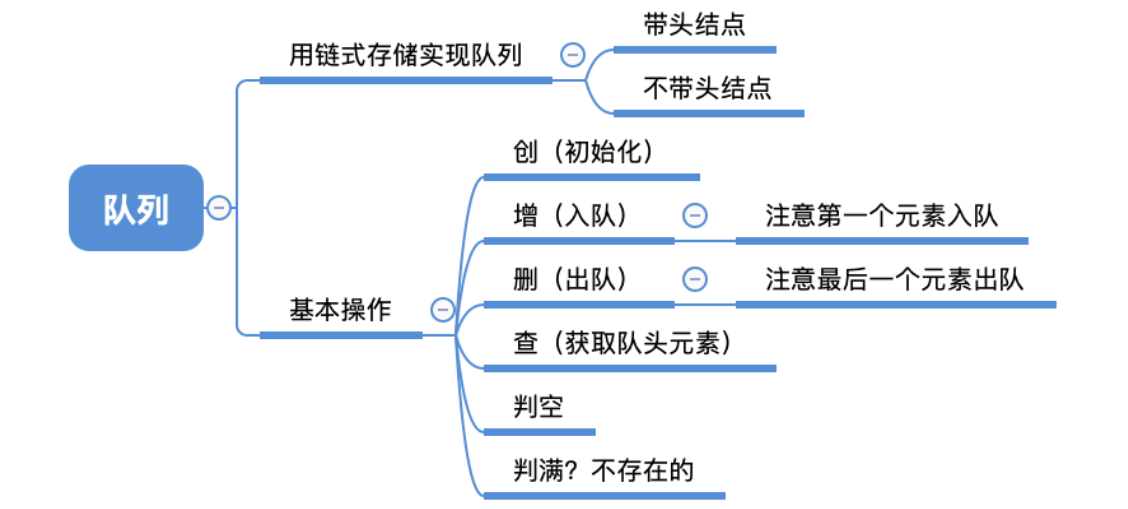 队列
用链式存储实现队列
带头结点
不带头结点
基本操作
创（初始化）
增（入队）
注意第一个元素入队
删（出队）
注意最后一个元素出队
查（获取队头元素）
判空
判满？不存在的